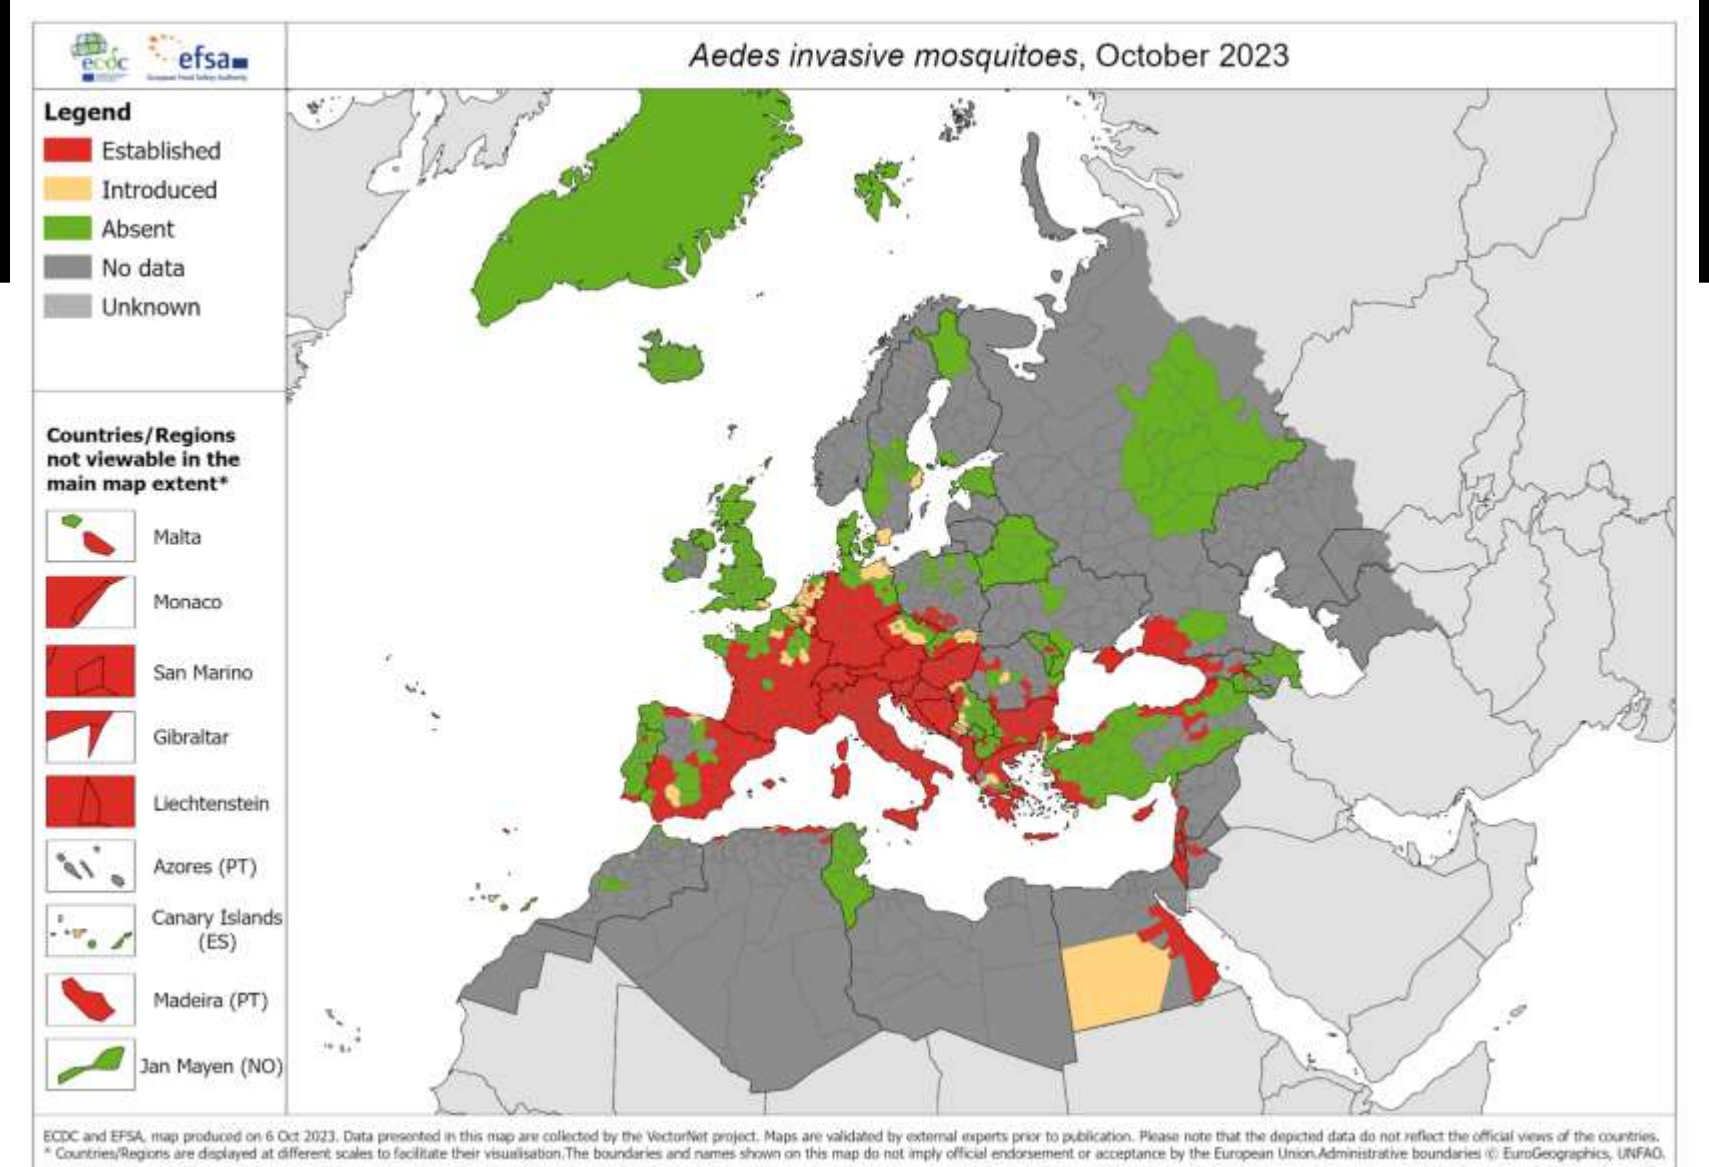 ecdc
efsa
European Food Safety Authority
Aedes invasive mosquitoes, October 2023
Legend
Established
Introduced
Absent
No data
Unknown
Countries/Regions
not viewable in the
main map extent*
Malta
Monaco
San Marino
Gibraltar
Liechtenstein
Azores (PT)
Canary Islands
(ES)
Madeira (PT)
Jan Mayen (NO)
ECDC and EFSA, map produced on 6 Oct 2023. Data presented in this map are collected by the VectorNet project. Maps are validated by external experts prior to publication. Please note that the depicted data do not reflect the official views of the countries.
* Countries/Regions are displayed at different scales to facilitate their visualisation.The boundaries and names shown on this map do not imply official endorsement or acceptance by the European Union.Administrative boundaries © EuroGeographics, UNFAO.